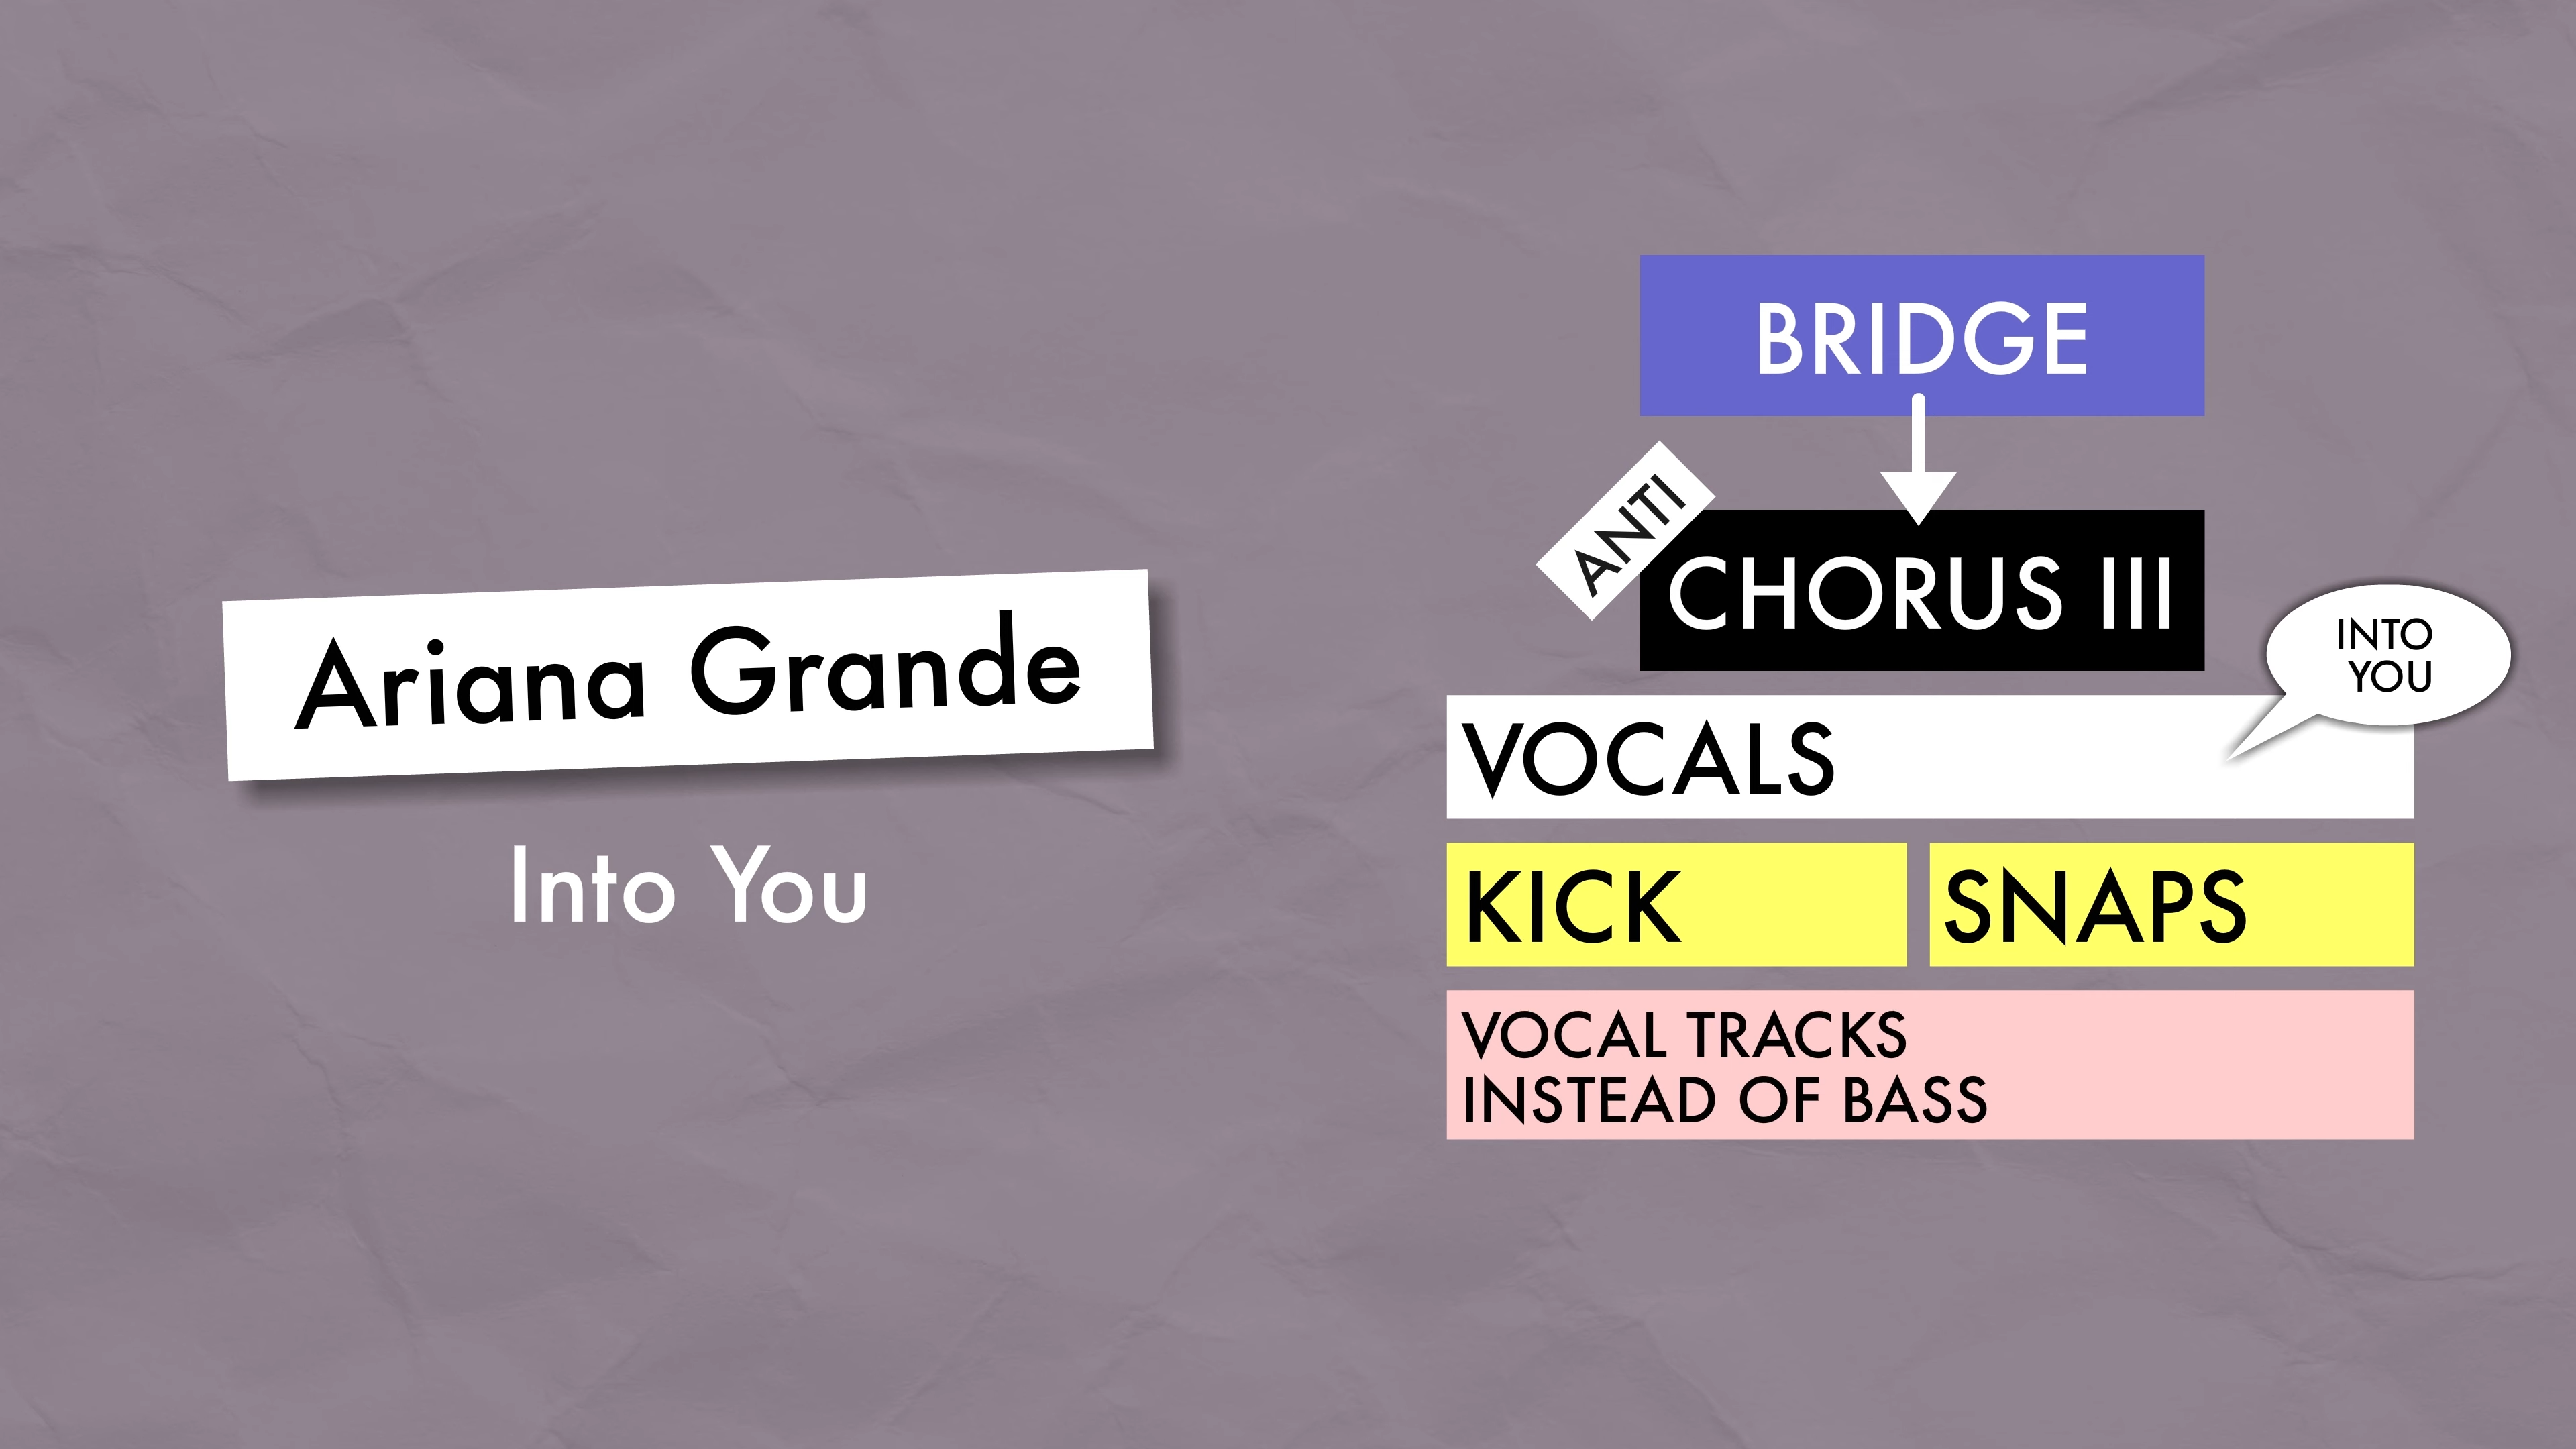 Ariana Grande
Into You
BRIDGE
ANTI
CHORUS III
INTO
YOU
VOCALS
KICK
SNAPS
VOCAL TRACKS
INSTEAD OF BASS